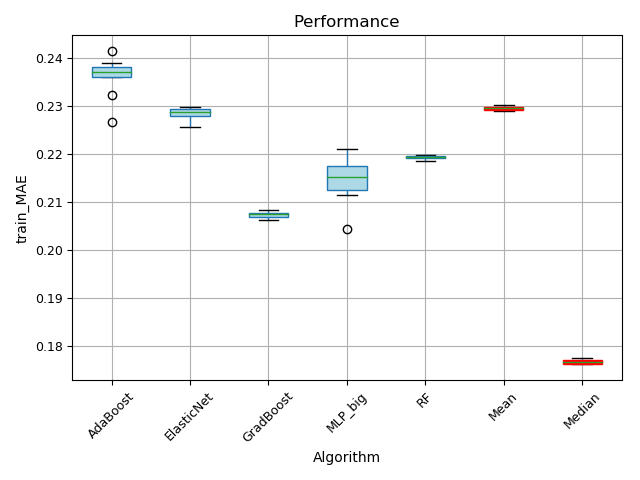 Performance
train_MAE
0.24
0.23
0.22
0.21
0.20
0.19
0.18
AdaBoost
ElasticNet
GradBoost
MLP_big
RF
Mean
Median
Algorithm